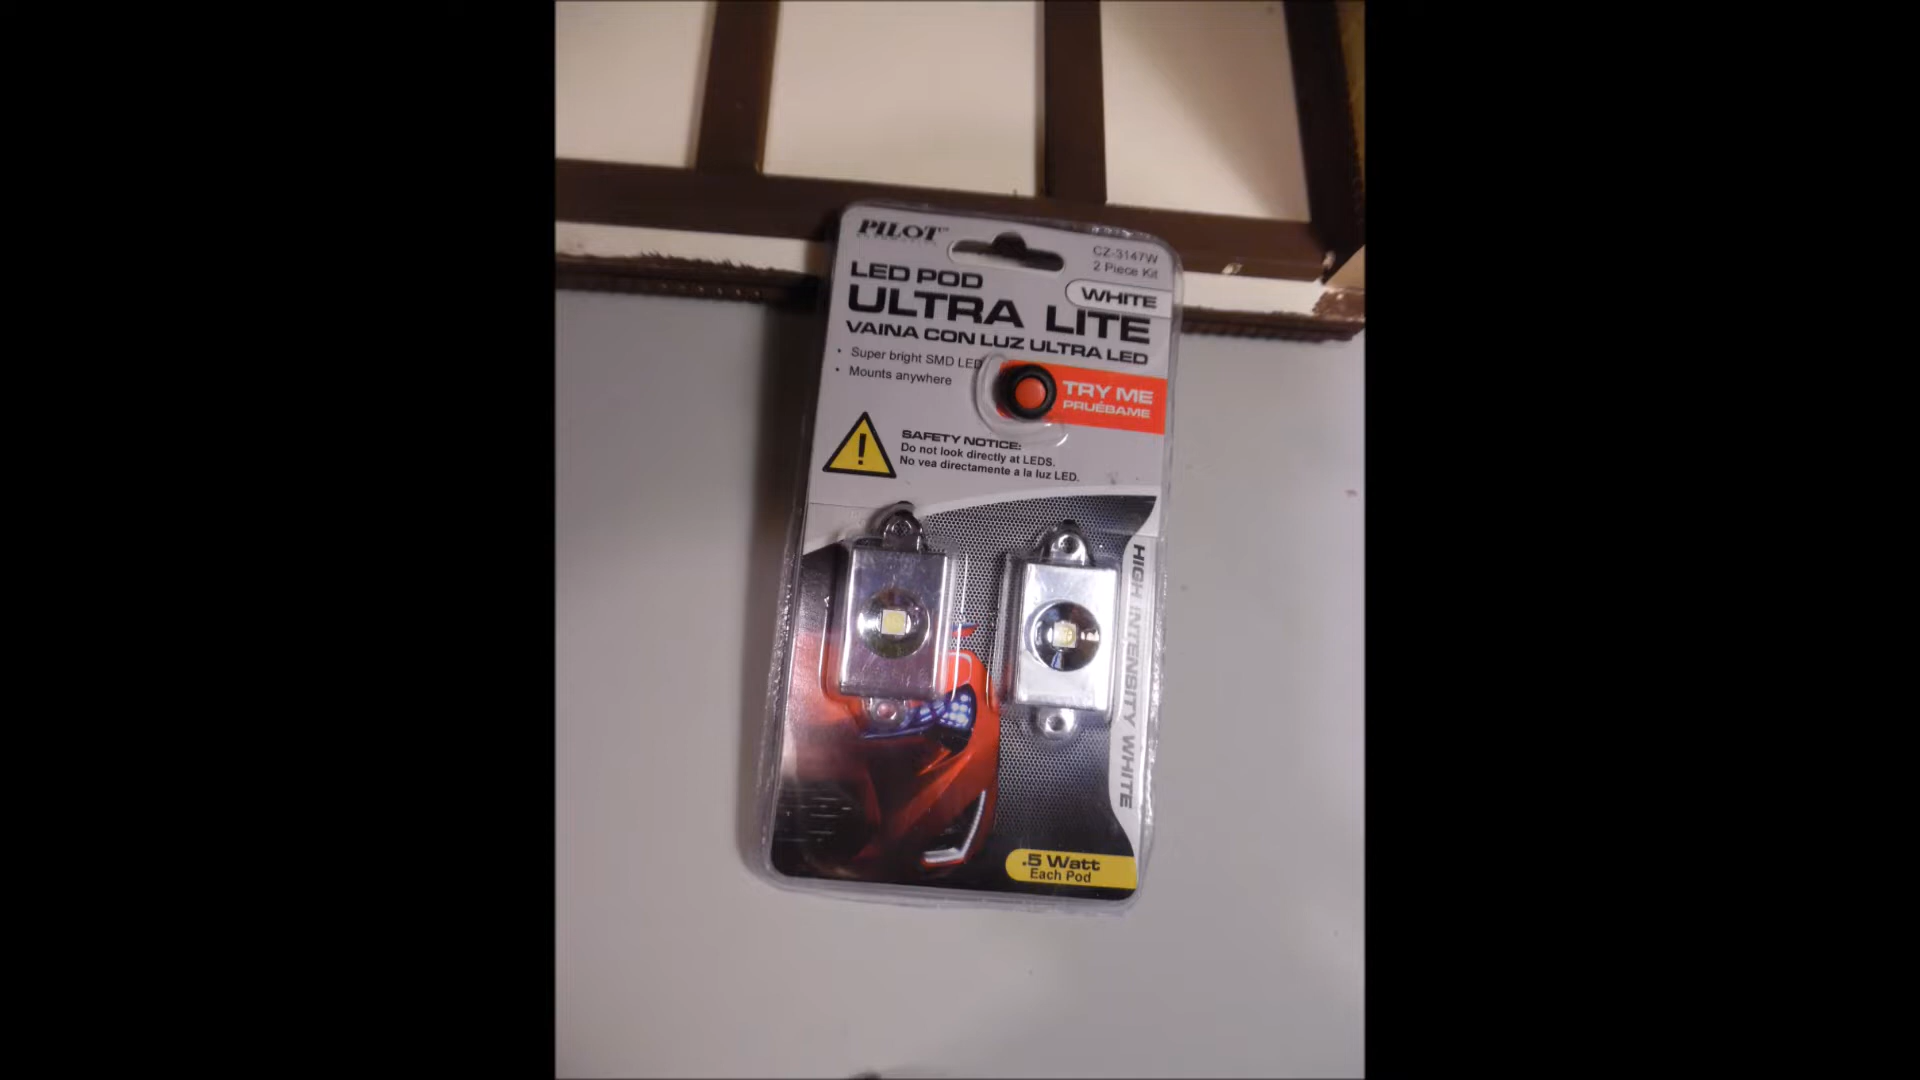 PILOT
CZ-3147W
2 Piece Kit
LED POD
WHITE
ULTRA LITE
VAINA CON LUZ ULTRA LED
• Super bright SMD LED
• Mounts anywhere
TRY ME
PRUÉBAME
SAFETY NOTICE:
Do not look directly at LEDS.
No vea directamente a la luz LED.
HIGH INTENSITY WHITE
.5 Watt
Each Pod